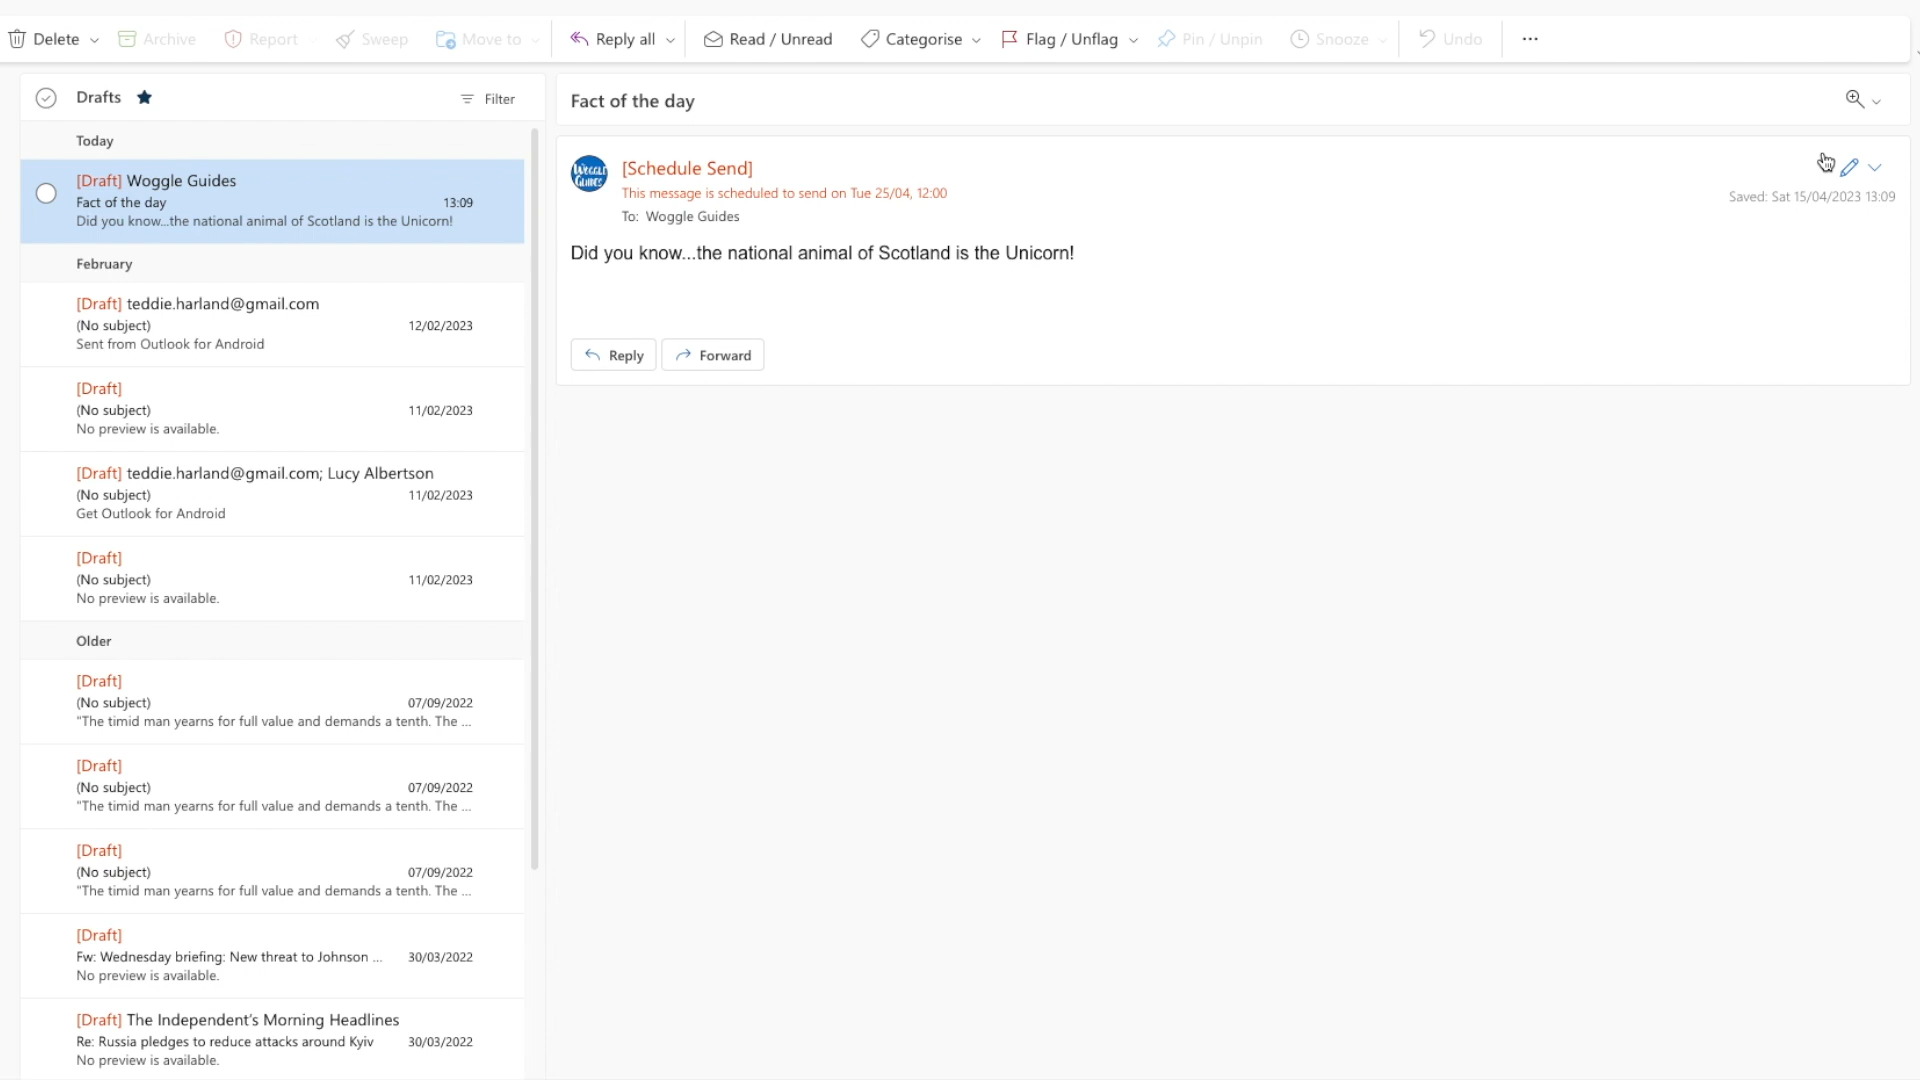 Delete Archive Report Sweep Move to Reply all Read / Unread Categorise Flag / Unflag Pin / Unpin Snooze Undo ...
Drafts Filter
Today
[Draft] Woggle Guides
Fact of the day 13:09
Did you know...the national animal of Scotland is the Unicorn!
February
[Draft] teddie.harland@gmail.com
(No subject) 12/02/2023
Sent from Outlook for Android
[Draft]
(No subject) 11/02/2023
No preview is available.
[Draft] teddie.harland@gmail.com; Lucy Albertson
(No subject) 11/02/2023
Get Outlook for Android
[Draft]
(No subject) 11/02/2023
No preview is available.
Older
[Draft]
(No subject) 07/09/2022
"The timid man yearns for full value and demands a tenth. The ...
[Draft]
(No subject) 07/09/2022
"The timid man yearns for full value and demands a tenth. The ...
[Draft]
(No subject) 07/09/2022
"The timid man yearns for full value and demands a tenth. The ...
[Draft]
Fw: Wednesday briefing: New threat to Johnson ... 30/03/2022
No preview is available.
[Draft] The Independent's Morning Headlines
Re: Russia pledges to reduce attacks around Kyiv 30/03/2022
No preview is available.
Fact of the day
WOGGLE
GUIDES
[Schedule Send]
This message is scheduled to send on Tue 25/04, 12:00
To: Woggle Guides
Saved: Sat 15/04/2023 13:09
Did you know...the national animal of Scotland is the Unicorn!
Reply Forward